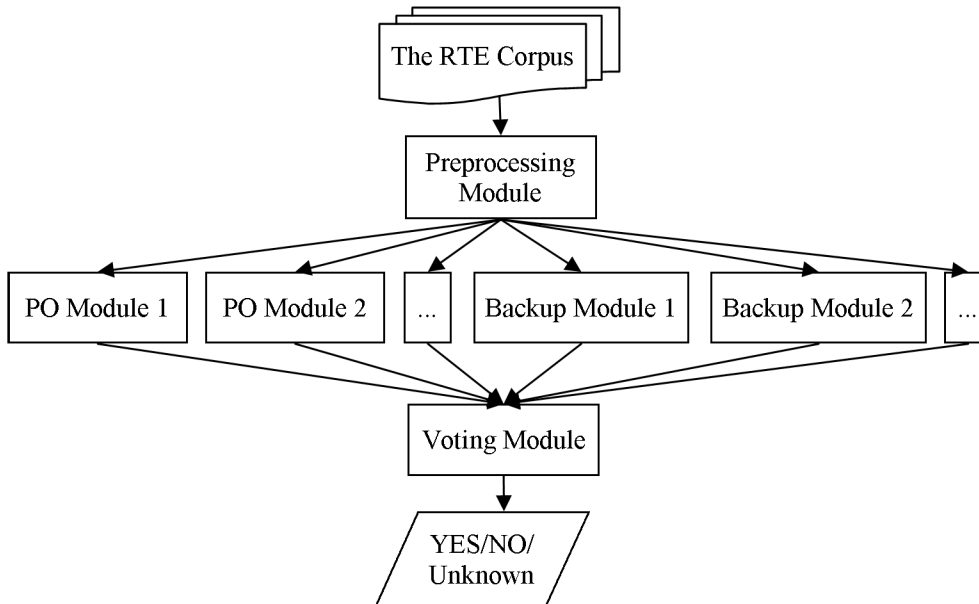 The RTE Corpus
Preprocessing
Module
PO Module 1
PO Module 2
...
Backup Module 1
Backup Module 2
...
Voting Module
YES/NO/
Unknown